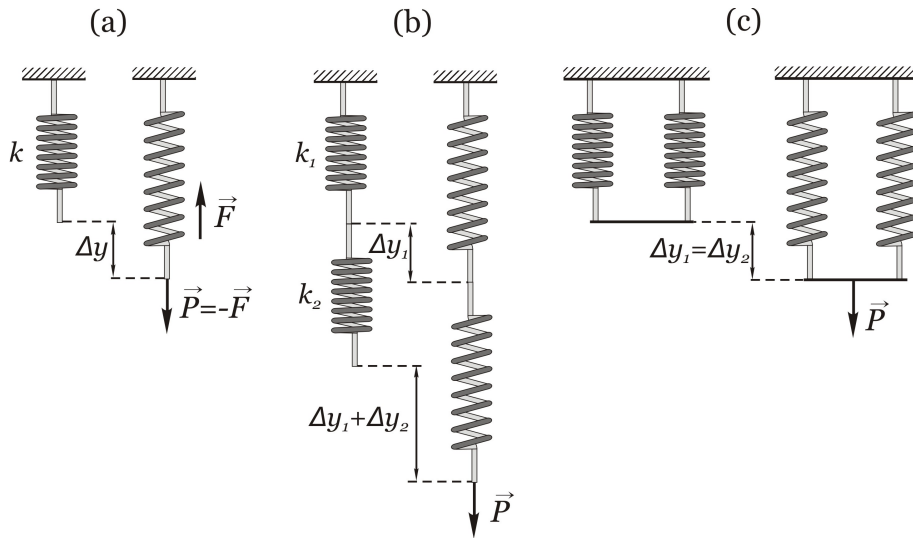 (a)
(b)
(c)
k
F⃗
Δy
P⃗=-F⃗
k₁
Δy₁
k₂
Δy₁+Δy₂
P⃗
Δy₁=Δy₂
P⃗